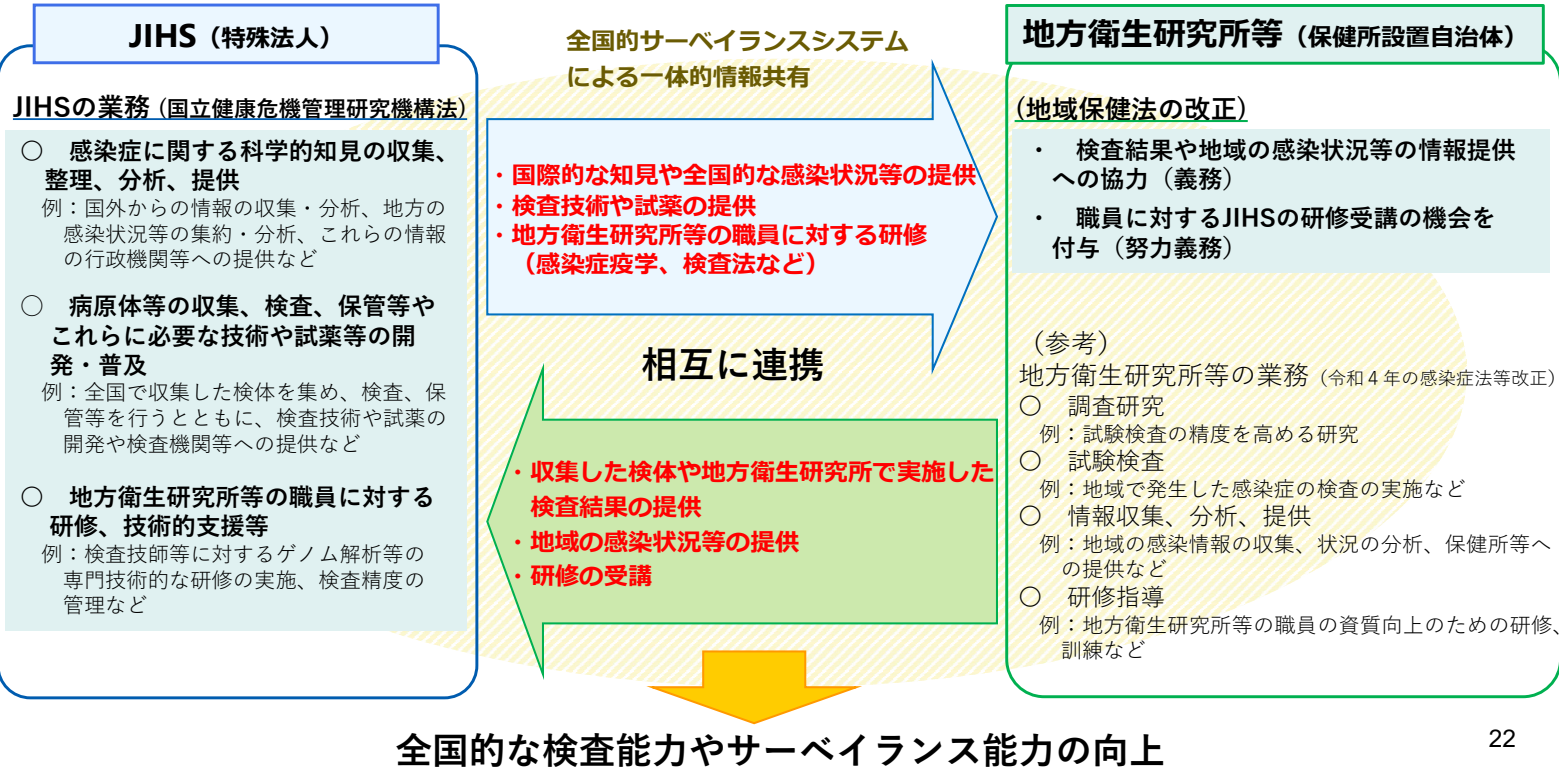 JIHS（特殊法人）
JIHSの業務（国立健康危機管理研究機構法）
○　感染症に関する科学的知見の収集、
整理、分析、提供
例：国外からの情報の収集・分析、地方の
感染状況等の集約・分析、これらの情報
の行政機関等への提供など
○　病原体等の収集、検査、保管等や
これらに必要な技術や試薬等の開
発・普及
例：全国で収集した検体を集め、検査、保
管等を行うとともに、検査技術や試薬の
開発や検査機関等への提供など
○　地方衛生研究所等の職員に対する
研修、技術的支援等
例：検査技師等に対するゲノム解析等の
専門技術的な研修の実施、検査精度の
管理など
全国的サーベイランスシステム
による一体的情報共有
・国際的な知見や全国的な感染状況等の提供
・検査技術や試薬の提供
・地方衛生研究所等の職員に対する研修
（感染症疫学、検査法など）
相互に連携
・収集した検体や地方衛生研究所で実施した
検査結果の提供
・地域の感染状況等の提供
・研修の受講
地方衛生研究所等（保健所設置自治体）
(地域保健法の改正)
・　検査結果や地域の感染状況等の情報提供
への協力（義務）
・　職員に対するJIHSの研修受講の機会を
付与（努力義務）
（参考）
地方衛生研究所等の業務（令和４年の感染症法等改正）
○　調査研究
例：試験検査の精度を高める研究
○　試験検査
例：地域で発生した感染症の検査の実施など
○　情報収集、分析、提供
例：地域の感染情報の収集、状況の分析、保健所等へ
の提供など
○　研修指導
例：地方衛生研究所等の職員の資質向上のための研修、
訓練など
全国的な検査能力やサーベイランス能力の向上
22